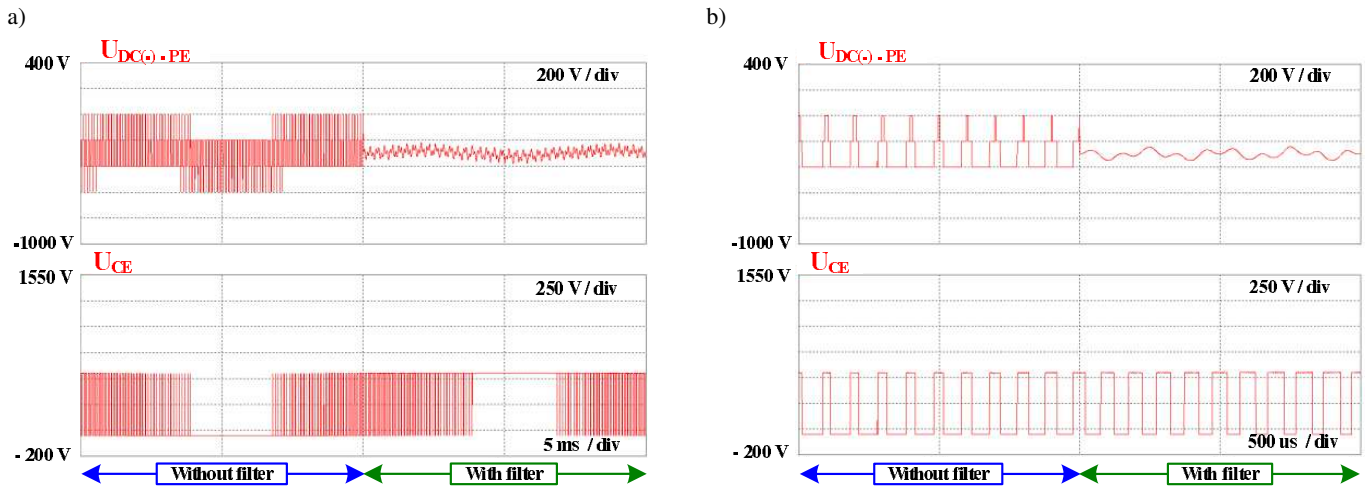 a)
U_DC(-) - PE
400 V
200 V / div
-1000 V
U_CE
1550 V
250 V / div
5 ms / div
- 200 V
Without filter
With filter
b)
U_DC(-) - PE
400 V
200 V / div
-1000 V
U_CE
1550 V
250 V / div
500 us / div
- 200 V
Without filter
With filter